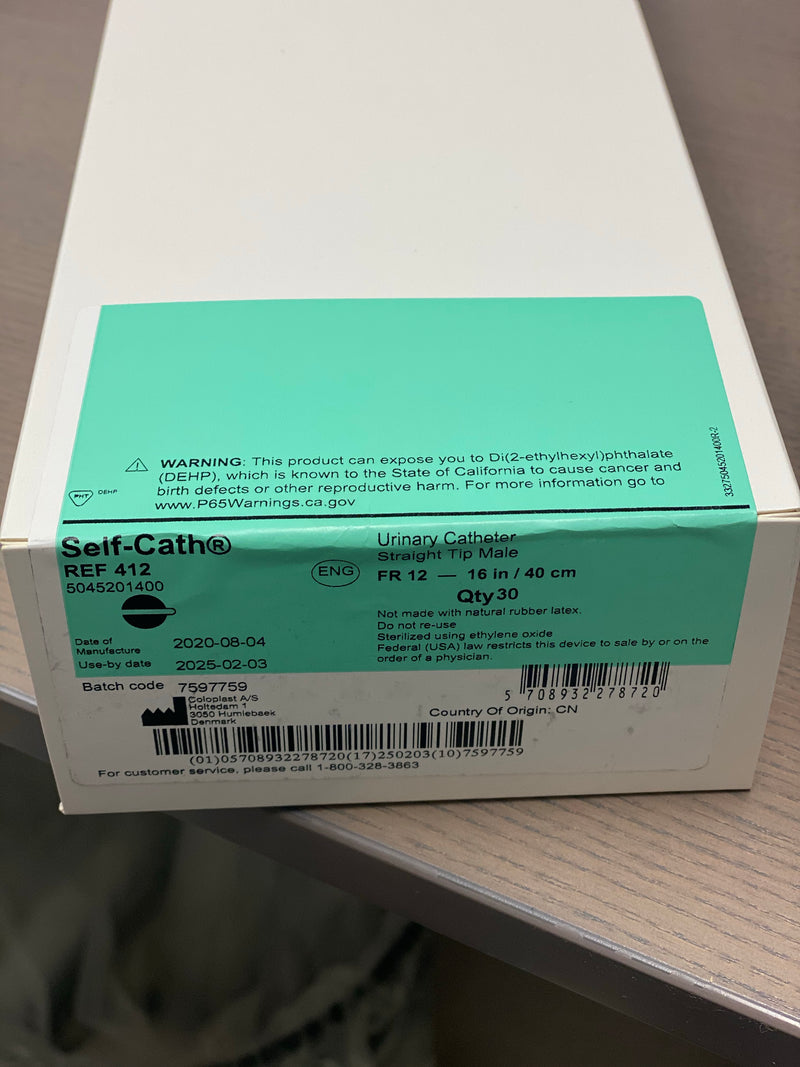 WARNING: This product can expose you to Di(2-ethylhexyl)phthalate
(DEHP), which is known to the State of California to cause cancer and
birth defects or other reproductive harm. For more information go to
www.P65Warnings.ca.gov
PHT DEHP
3327504520140​0R-2
Self-Cath®
REF 412
5045201400
ENG
Urinary Catheter
Straight Tip Male
FR 12 — 16 in / 40 cm
Qty 30
Not made with natural rubber latex.
Do not re-use
Sterilized using ethylene oxide
Federal (USA) law restricts this device to sale by or on the
order of a physician.
Date of
Manufacture 2020-08-04
Use-by date 2025-02-03
Batch code 7597759
Coloplast A/S
Holtedam 1
3050 Humlebaek
Denmark
5 708932 278720
Country Of Origin: CN
(01)05708932278720(17)250203(10)7597759
For customer service, please call 1-800-328-3863